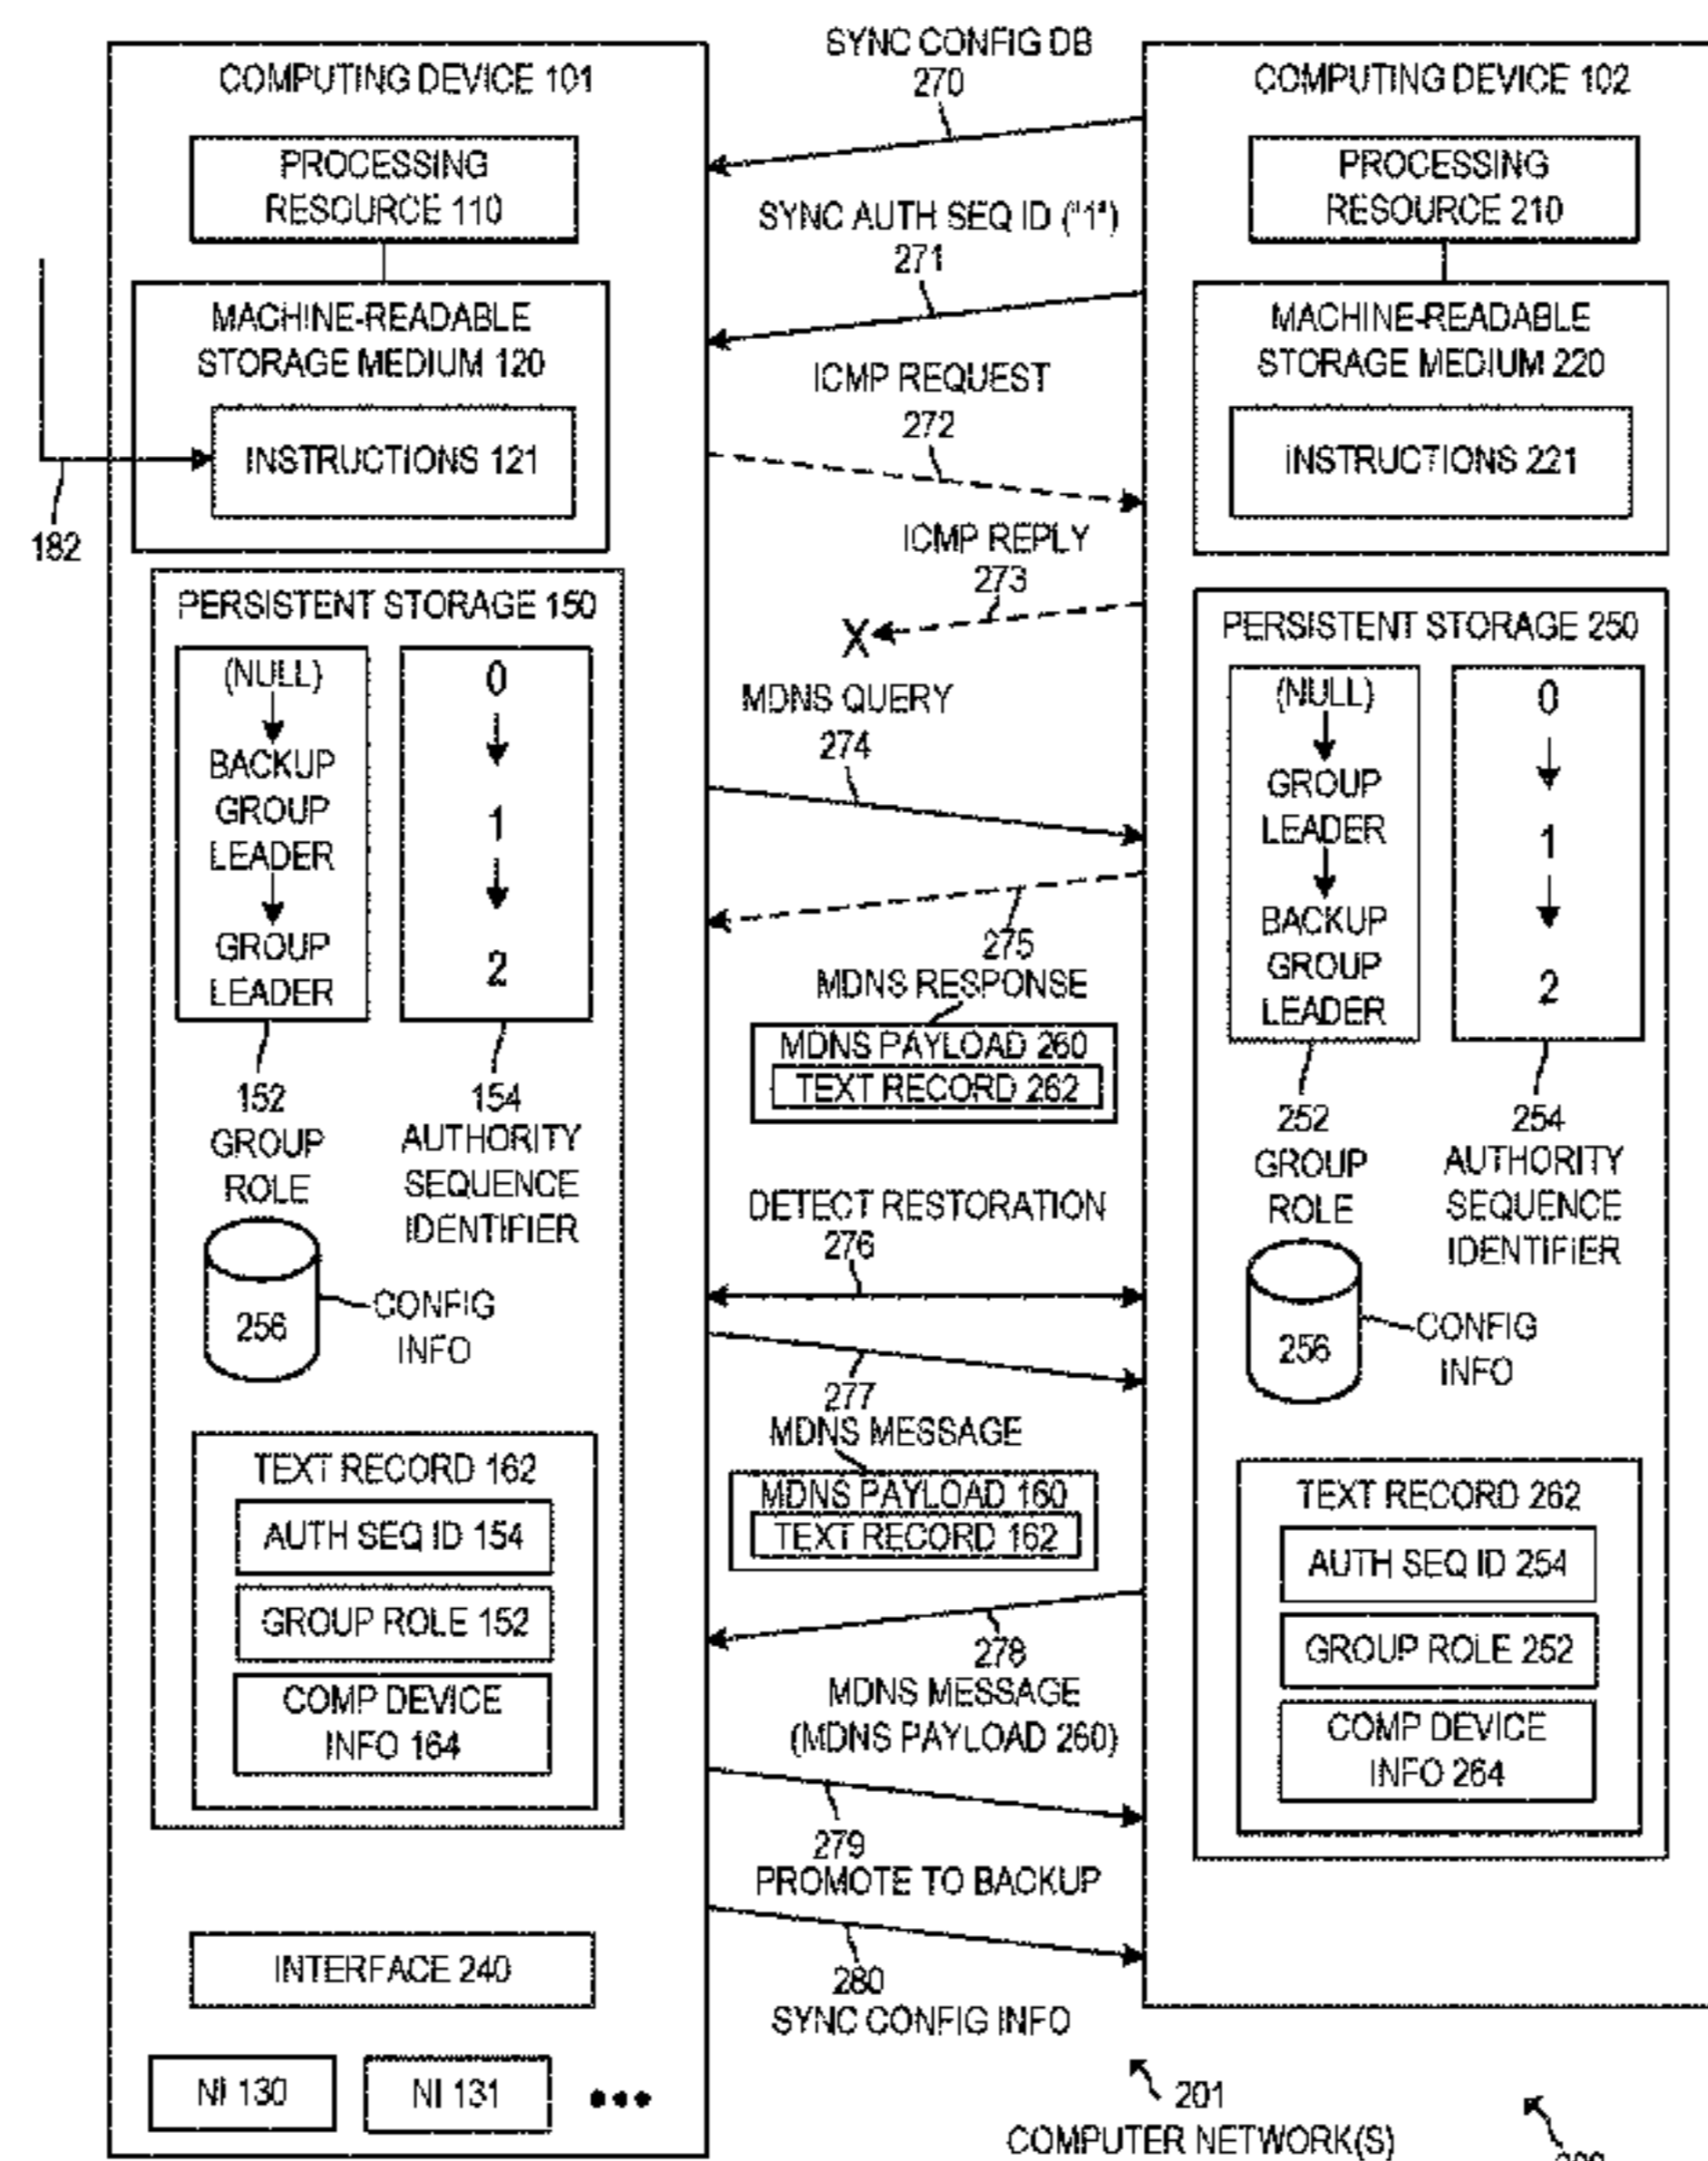 COMPUTING DEVICE 101
PROCESSING
RESOURCE 110
MACHINE-READABLE
STORAGE MEDIUM 120
INSTRUCTIONS 121
182
PERSISTENT STORAGE 150
(NULL)
BACKUP
GROUP
LEADER
GROUP
LEADER
0
1
2
152
GROUP
ROLE
154
AUTHORITY
SEQUENCE
IDENTIFIER
256
CONFIG
INFO
TEXT RECORD 162
AUTH SEQ ID 154
GROUP ROLE 152
COMP DEVICE
INFO 164
INTERFACE 240
NI 130
NI 131
SYNC CONFIG DB
270
SYNC AUTH SEQ ID ("1")
271
ICMP REQUEST
272
ICMP REPLY
273
X
MDNS QUERY
274
275
MDNS RESPONSE
MDNS PAYLOAD 260
TEXT RECORD 262
DETECT RESTORATION
276
277
MDNS MESSAGE
MDNS PAYLOAD 160
TEXT RECORD 162
278
MDNS MESSAGE
(MDNS PAYLOAD 260)
279
PROMOTE TO BACKUP
280
SYNC CONFIG INFO
201
COMPUTER NETWORK(S)
COMPUTING DEVICE 102
PROCESSING
RESOURCE 210
MACHINE-READABLE
STORAGE MEDIUM 220
INSTRUCTIONS 221
PERSISTENT STORAGE 250
(NULL)
GROUP
LEADER
BACKUP
GROUP
LEADER
0
1
2
252
GROUP
ROLE
254
AUTHORITY
SEQUENCE
IDENTIFIER
256
CONFIG
INFO
TEXT RECORD 262
AUTH SEQ ID 254
GROUP ROLE 252
COMP DEVICE
INFO 264